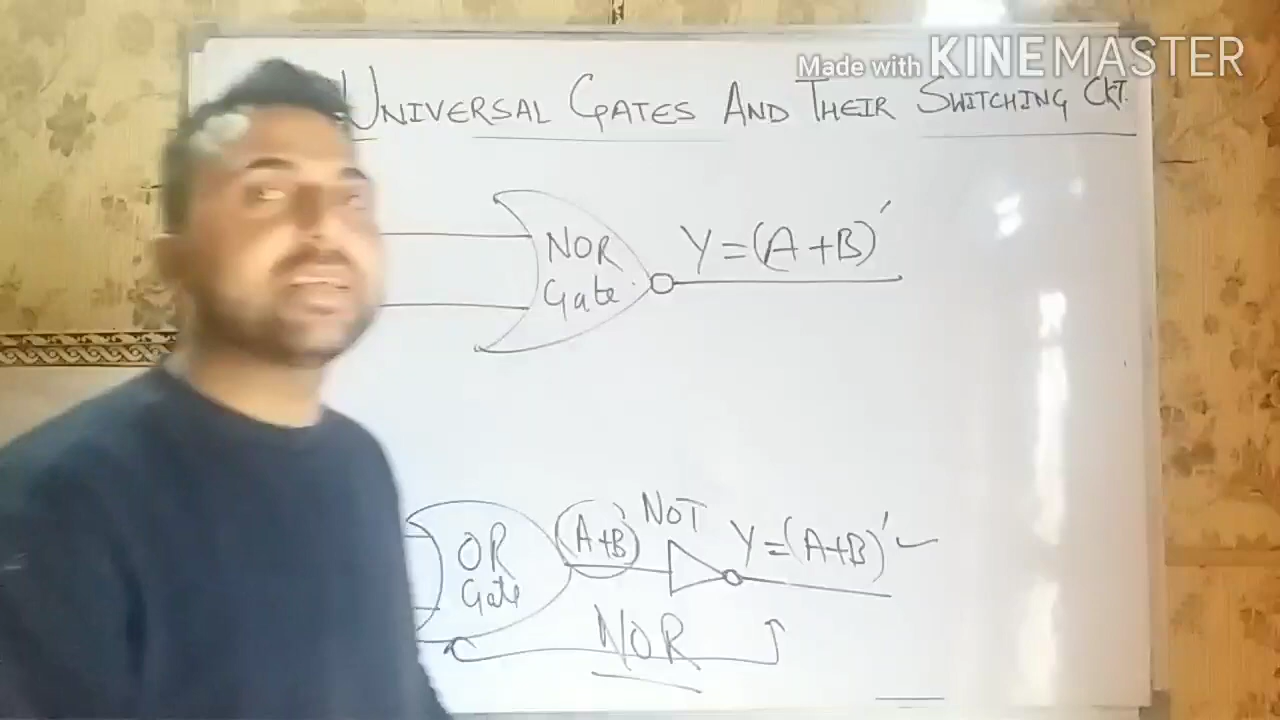 Made with KINEMASTER
UNIVERSAL GATES AND THEIR SWITCHING CKT.
NOR
Gate
Y=(A+B)'
OR
Gate
(A+B)
NOT
Y=(A+B)'
NOR